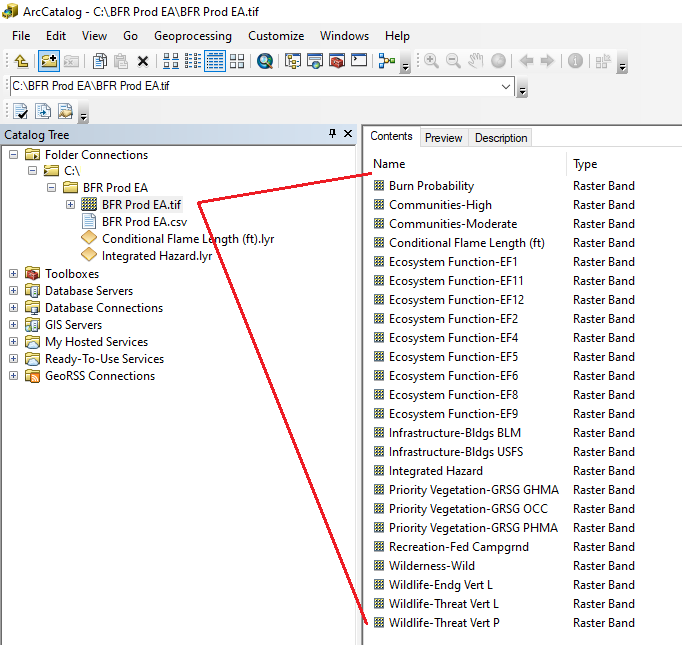 ArcCatalog - C:\BFR Prod EA\BFR Prod EA.tif
File Edit View Go Geoprocessing Customize Windows Help
C:\BFR Prod EA\BFR Prod EA.tif
Catalog Tree
Folder Connections
C:\
BFR Prod EA
BFR Prod EA.tif
BFR Prod EA.csv
Conditional Flame Length (ft).lyr
Integrated Hazard.lyr
Toolboxes
Database Servers
Database Connections
GIS Servers
My Hosted Services
Ready-To-Use Services
GeoRSS Connections
Contents Preview Description
Name Type
Burn Probability Raster Band
Communities-High Raster Band
Communities-Moderate Raster Band
Conditional Flame Length (ft) Raster Band
Ecosystem Function-EF1 Raster Band
Ecosystem Function-EF11 Raster Band
Ecosystem Function-EF12 Raster Band
Ecosystem Function-EF2 Raster Band
Ecosystem Function-EF4 Raster Band
Ecosystem Function-EF5 Raster Band
Ecosystem Function-EF6 Raster Band
Ecosystem Function-EF8 Raster Band
Ecosystem Function-EF9 Raster Band
Infrastructure-Bldgs BLM Raster Band
Infrastructure-Bldgs USFS Raster Band
Integrated Hazard Raster Band
Priority Vegetation-GRSG GHMA Raster Band
Priority Vegetation-GRSG OCC Raster Band
Priority Vegetation-GRSG PHMA Raster Band
Recreation-Fed Campgrnd Raster Band
Wilderness-Wild Raster Band
Wildlife-Endg Vert L Raster Band
Wildlife-Threat Vert L Raster Band
Wildlife-Threat Vert P Raster Band